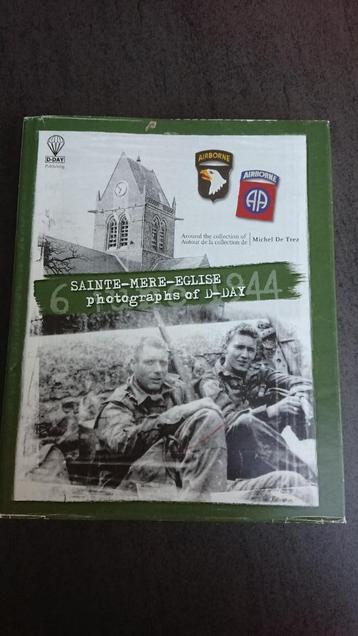 D-DAY
Publishing
AIRBORNE
AIRBORNE
AA
Around the collection of
Autour de la collection de
Michel De Trez
6 1944
SAINTE-MERE-EGLISE
photographs of D-DAY